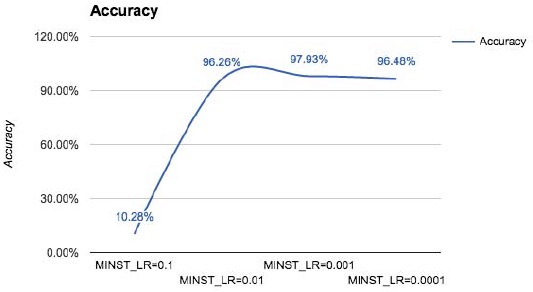 Accuracy
120.00%
90.00%
60.00%
30.00%
0.00%
Accuracy
10.28%
96.26%
97.93%
96.48%
MINST_LR=0.1
MINST_LR=0.01
MINST_LR=0.001
MINST_LR=0.0001
Accuracy